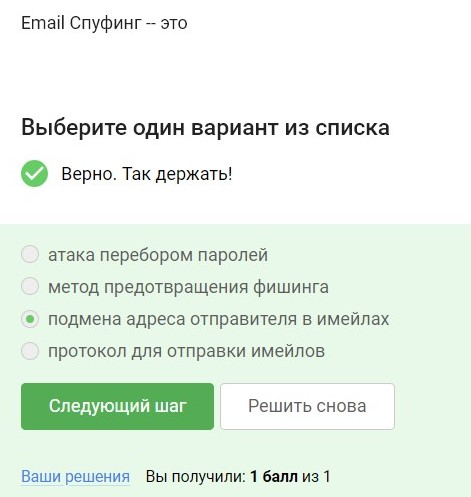 Email Спуфинг -- это
Выберите один вариант из списка
Верно. Так держать!
атака перебором паролей
метод предотвращения фишинга
подмена адреса отправителя в имейлах
протокол для отправки имейлов
Следующий шаг
Решить снова
Ваши решения Вы получили: 1 балл из 1